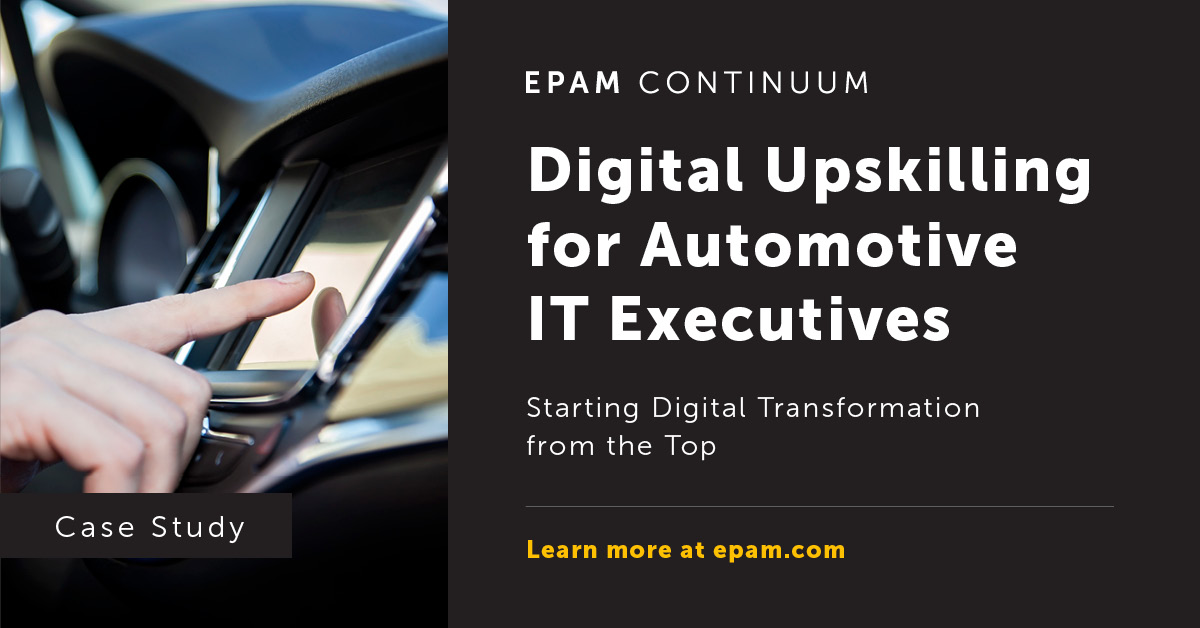 EPAM CONTINUUM
Digital Upskilling
for Automotive
IT Executives
Starting Digital Transformation
from the Top
Case Study
Learn more at epam.com